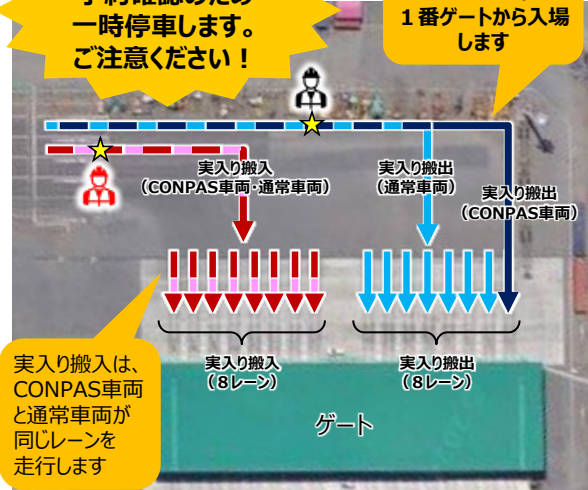 一時停車します。
ご注意ください！
１番ゲートから入場
します
実入り搬入
（CONPAS車両・通常車両）
実入り搬出
（通常車両）
実入り搬出
（CONPAS車両）
実入り搬入
（8レーン）
実入り搬出
（8レーン）
実入り搬入は、
CONPAS車両
と通常車両が
同じレーンを
走行します
ゲート